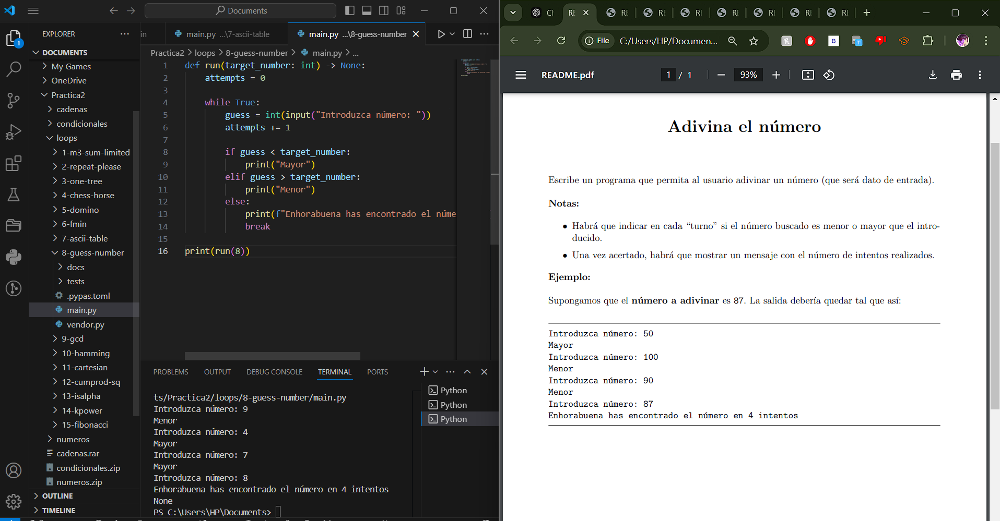 Documents
EXPLORER
DOCUMENTS
My Games
OneDrive
Practica2
cadenas
condicionales
loops
1-m3-sum-limited
2-repeat-please
3-one-tree
4-chess-horse
5-domino
6-fmin
7-ascii-table
8-guess-number
docs
tests
.pypas.toml
main.py
vendor.py
9-gcd
10-hamming
11-cartesian
12-cumprod-sq
13-isalpha
14-kpower
15-fibonacci
numeros
cadenas.rar
condicionales.zip
numeros.zip
OUTLINE
TIMELINE
1
in
main.py ...\7-ascii-table
main.py ...\8-guess-number
Practica2 > loops > 8-guess-number > main.py > ...
1 def run(target_number: int) -> None:
2 attempts = 0
3
4 while True:
5 guess = int(input("Introduzca número: "))
6 attempts += 1
7
8 if guess < target_number:
9 print("Mayor")
10 elif guess > target_number:
11 print("Menor")
12 else:
13 print(f"Enhorabuena has encontrado el núme
14 break
15
16 print(run(8))
PROBLEMS OUTPUT DEBUG CONSOLE TERMINAL PORTS
ts/Practica2/loops/8-guess-number/main.py
Introduzca número: 9
Menor
Introduzca número: 4
Mayor
Introduzca número: 7
Mayor
Introduzca número: 8
Enhorabuena has encontrado el número en 4 intentos
None
PS C:\Users\HP\Documents>
Python
Python
Python
RE
File C:/Users/HP/Documen...
README.pdf
1 / 1
93%
Adivina el número
Escribe un programa que permita al usuario adivinar un número (que será dato de entrada).
Notas:
• Habrá que indicar en cada “turno” si el número buscado es menor o mayor que el intro-
ducido.
• Una vez acertado, habrá que mostrar un mensaje con el número de intentos realizados.
Ejemplo:
Supongamos que el número a adivinar es 87. La salida debería quedar tal que así:
Introduzca número: 50
Mayor
Introduzca número: 100
Menor
Introduzca número: 90
Menor
Introduzca número: 87
Enhorabuena has encontrado el número en 4 intentos